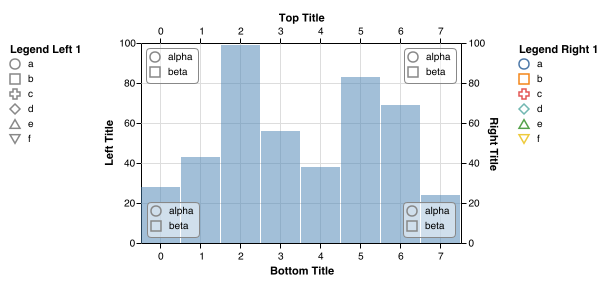 Top Title
0 1 2 3 4 5 6 7
Legend Left 1
a
b
c
d
e
f
Left Title
100
80
60
40
20
0
alpha
beta
alpha
beta
alpha
beta
alpha
beta
100
80
60
40
20
0
Right Title
Legend Right 1
a
b
c
d
e
f
0 1 2 3 4 5 6 7
Bottom Title